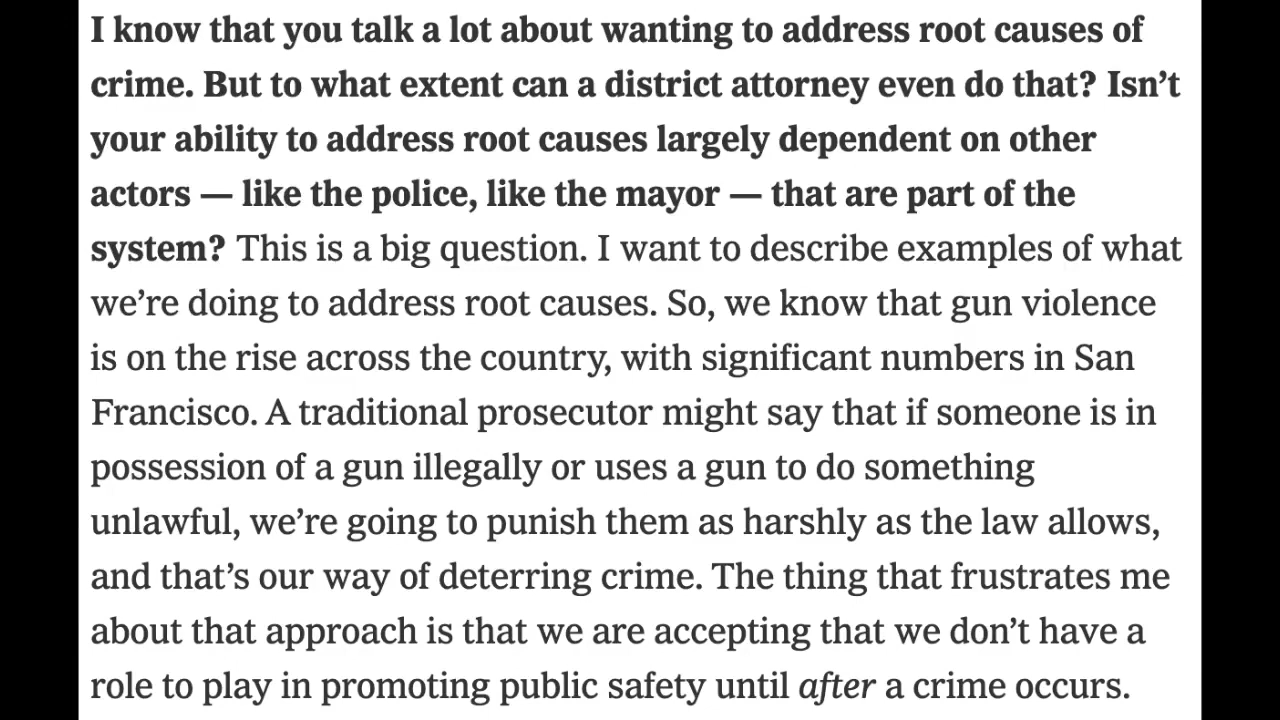 I know that you talk a lot about wanting to address root causes of
crime. But to what extent can a district attorney even do that? Isn’t
your ability to address root causes largely dependent on other
actors — like the police, like the mayor — that are part of the
system? This is a big question. I want to describe examples of what
we’re doing to address root causes. So, we know that gun violence
is on the rise across the country, with significant numbers in San
Francisco. A traditional prosecutor might say that if someone is in
possession of a gun illegally or uses a gun to do something
unlawful, we’re going to punish them as harshly as the law allows,
and that’s our way of deterring crime. The thing that frustrates me
about that approach is that we are accepting that we don’t have a
role to play in promoting public safety until after a crime occurs.